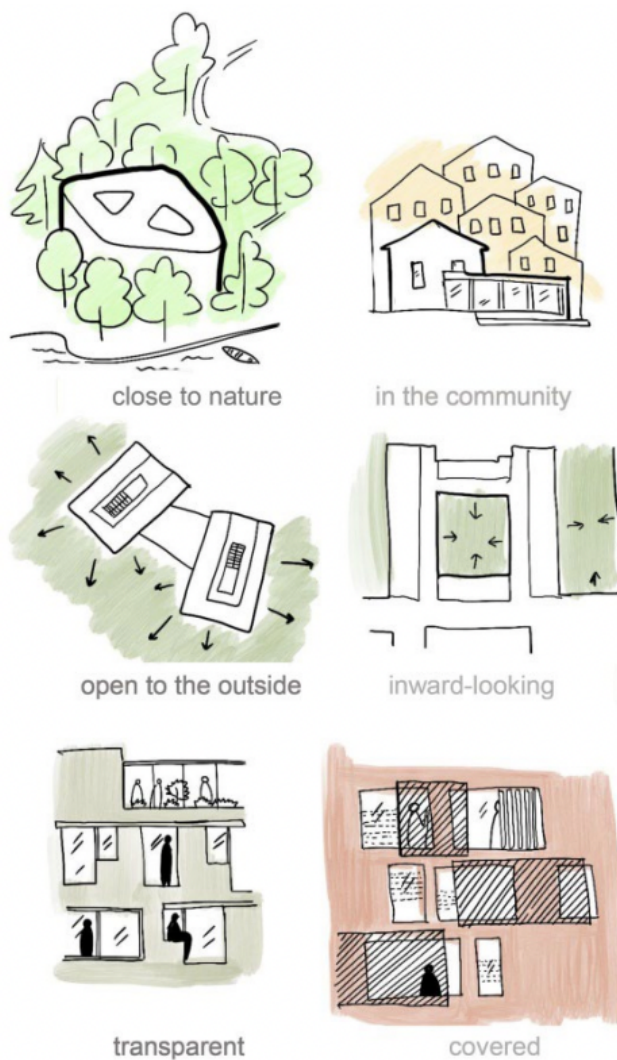 close to nature
in the community
open to the outside
inward-looking
transparent
covered